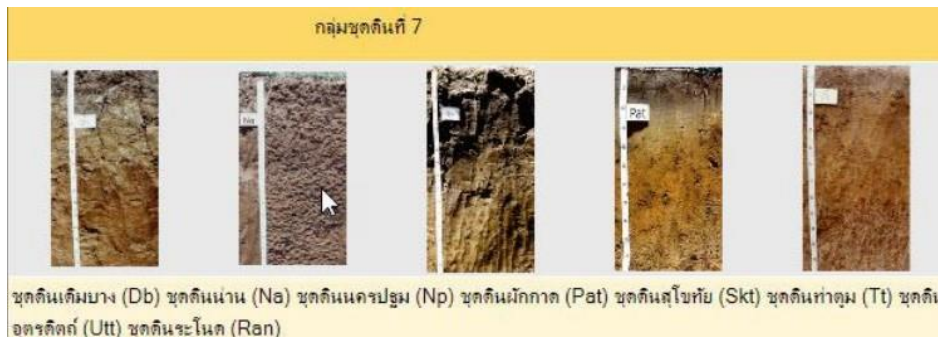 กลุ่มชุดดินที่ 7
Na
Pat
ชุดดินเดิมบาง (Db) ชุดดินน่าน (Na) ชุดดินนครปฐม (Np) ชุดดินผักกาด (Pat) ชุดดินสุโขทัย (Skt) ชุดดินท่าตูม (Tt) ชุดดิน
อุตรดิตถ์ (Utt) ชุดดินระโนด (Ran)